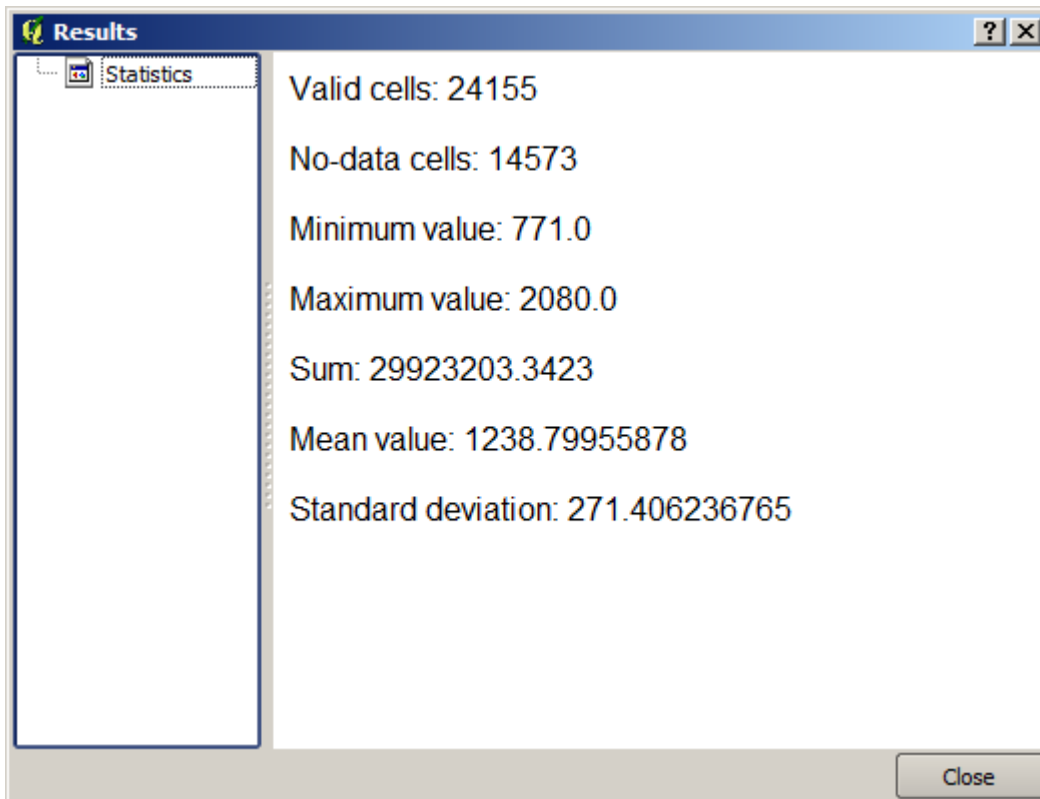 Results
Statistics
Valid cells: 24155
No-data cells: 14573
Minimum value: 771.0
Maximum value: 2080.0
Sum: 29923203.3423
Mean value: 1238.79955878
Standard deviation: 271.406236765
Close